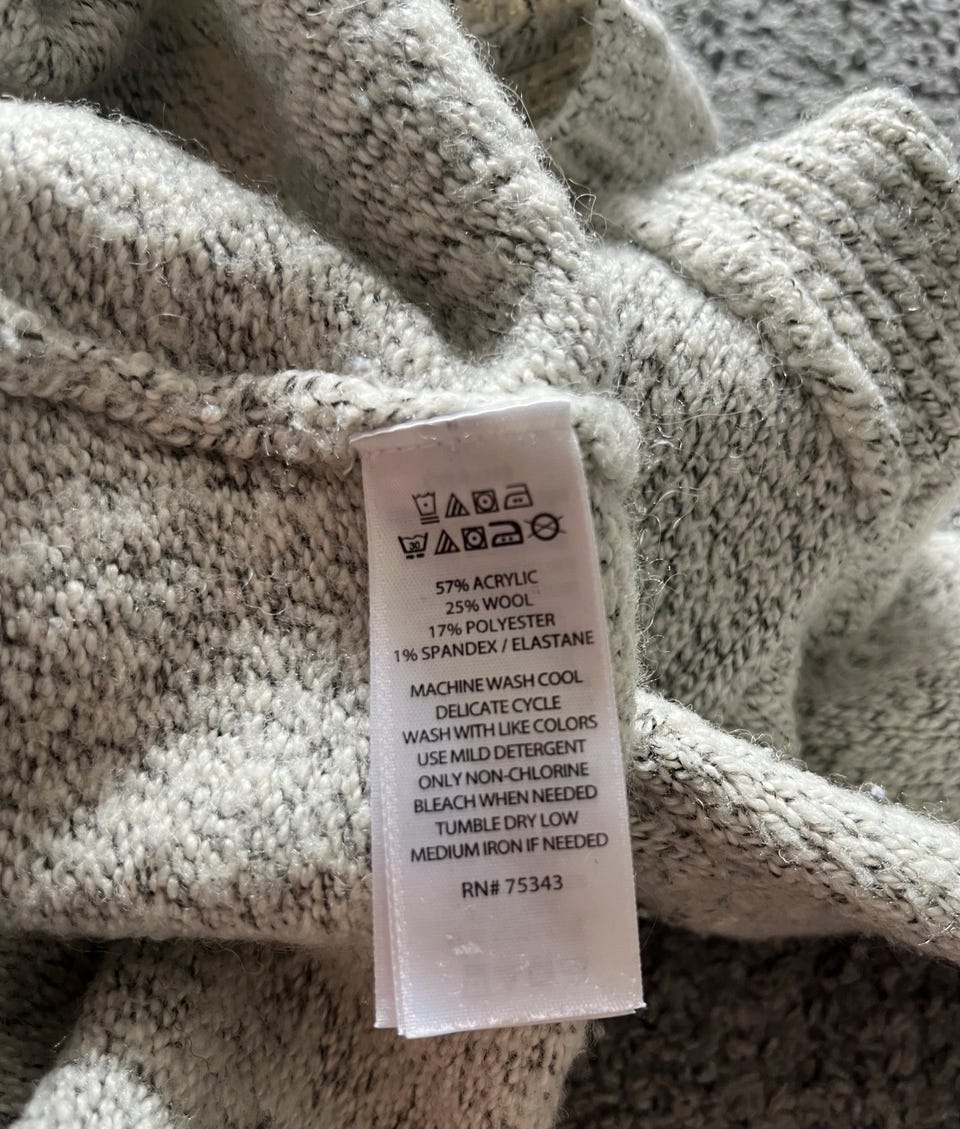 30
57% ACRYLIC
25% WOOL
17% POLYESTER
1% SPANDEX / ELASTANE
MACHINE WASH COOL
DELICATE CYCLE
WASH WITH LIKE COLORS
USE MILD DETERGENT
ONLY NON-CHLORINE
BLEACH WHEN NEEDED
TUMBLE DRY LOW
MEDIUM IRON IF NEEDED
RN# 75343